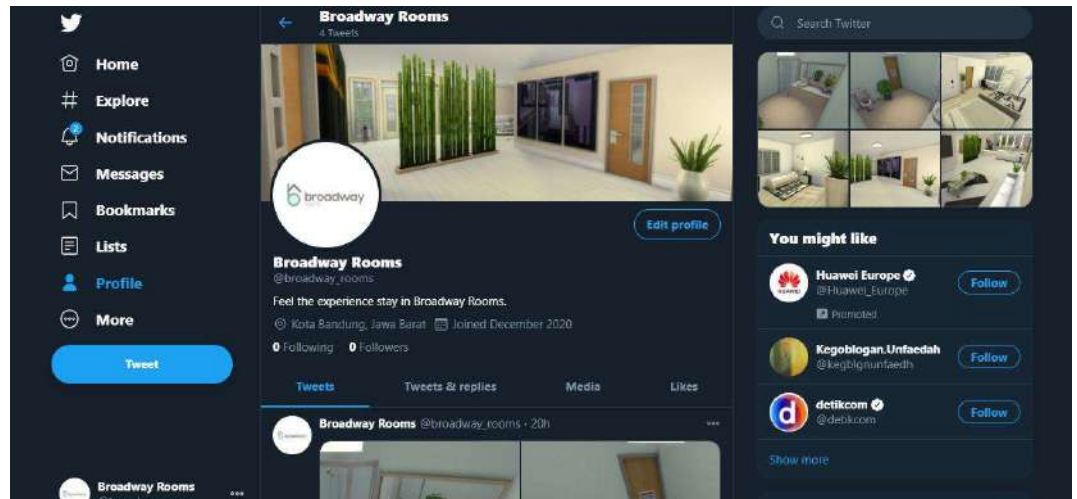 Home
Explore
2
Notifications
Messages
Bookmarks
Lists
Profile
More
Tweet
Broadway Rooms
Broadway Rooms
4 Tweets
broadway
Edit profile
Broadway Rooms
@broadway_rooms
Feel the experience stay in Broadway Rooms.
Kota Bandung, Jawa Barat Joined December 2020
0 Following 0 Followers
Tweets Tweets & replies Media Likes
Broadway Rooms @broadway_rooms · 20h
Search Twitter
You might like
HUAWEI
Huawei Europe
@Huawei_Europe
Follow
Promoted
Kegoblogan.Unfaedah
@kegblgnunfaedh
Follow
d
detikcom
@detikcom
Follow
Show more